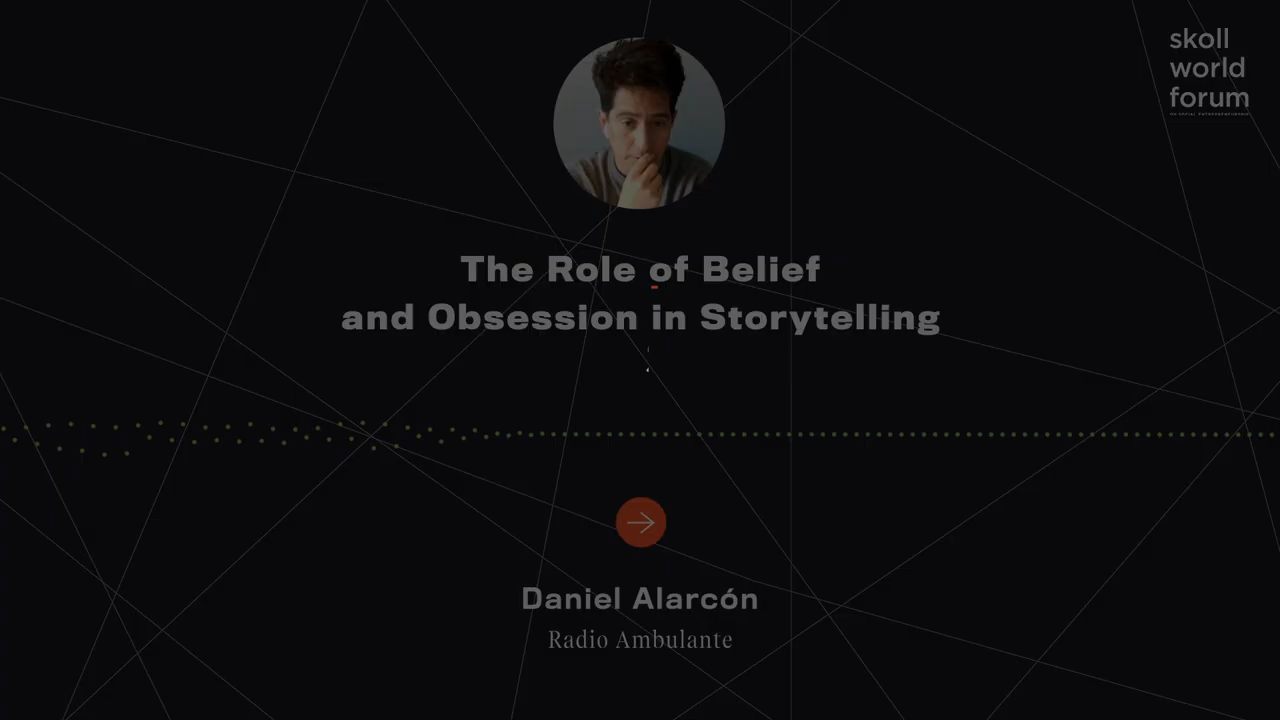 skoll
world
forum
The Role of Belief
and Obsession in Storytelling
Daniel Alarcón
Radio Ambulante